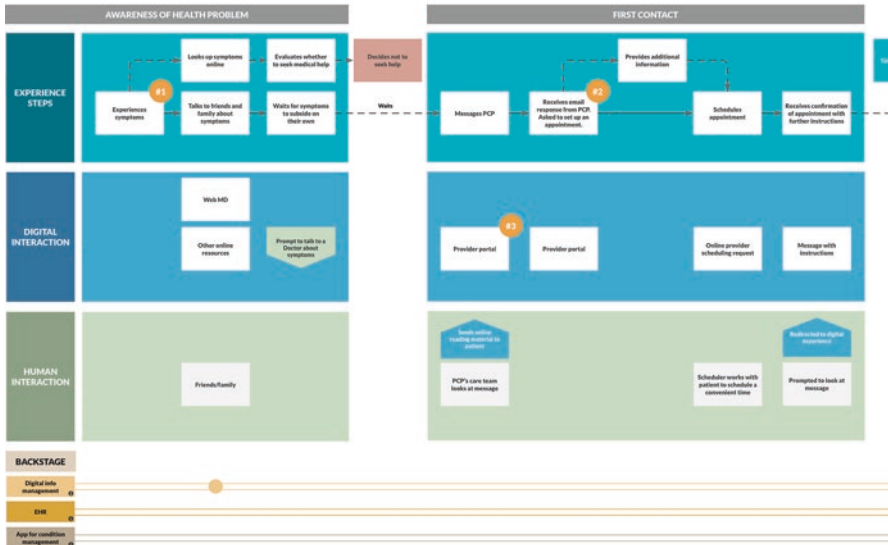 AWARENESS OF HEALTH PROBLEM
FIRST CONTACT
EXPERIENCE
STEPS
Looks up symptoms
online
Evaluates whether
to seek medical help
Decides not to
seek help
#1
Experiences
symptoms
Talks to friends and
family about
symptoms
Waits for symptoms
to subside on
their own
Waits
Provides additional
information
#2
Messages PCP
Receives email
response from PCP.
Asked to set up an
appointment.
Schedules
appointment
Receives confirmation
of appointment with
further instructions
DIGITAL
INTERACTION
Web MD
Other online
resources
Prompt to talk to a
Doctor about
symptoms
#3
Provider portal
Provider portal
Online provider
scheduling request
Message with
instructions
HUMAN
INTERACTION
Friends/family
Sends online
reading material to
patient
PCP's care team
looks at message
Scheduler works with
patient to schedule a
convenient time
Redirected to digital
experience
Prompted to look at
message
BACKSTAGE
Digital info
management
EHR
App for condition
management